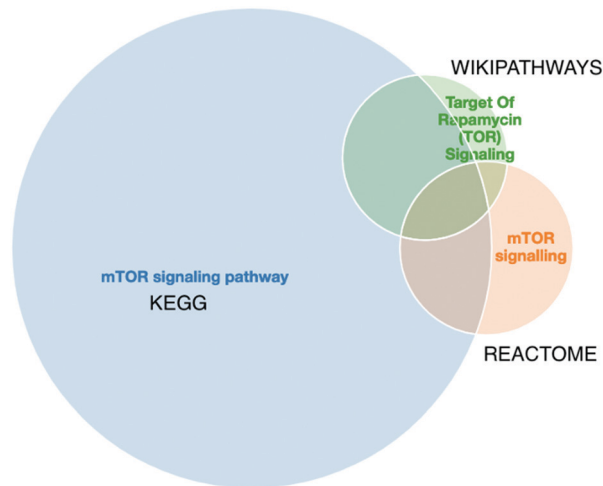 WIKIPATHWAYS
Target Of
Rapamycin
(TOR)
Signaling
mTOR
signalling
mTOR signaling pathway
KEGG
REACTOME